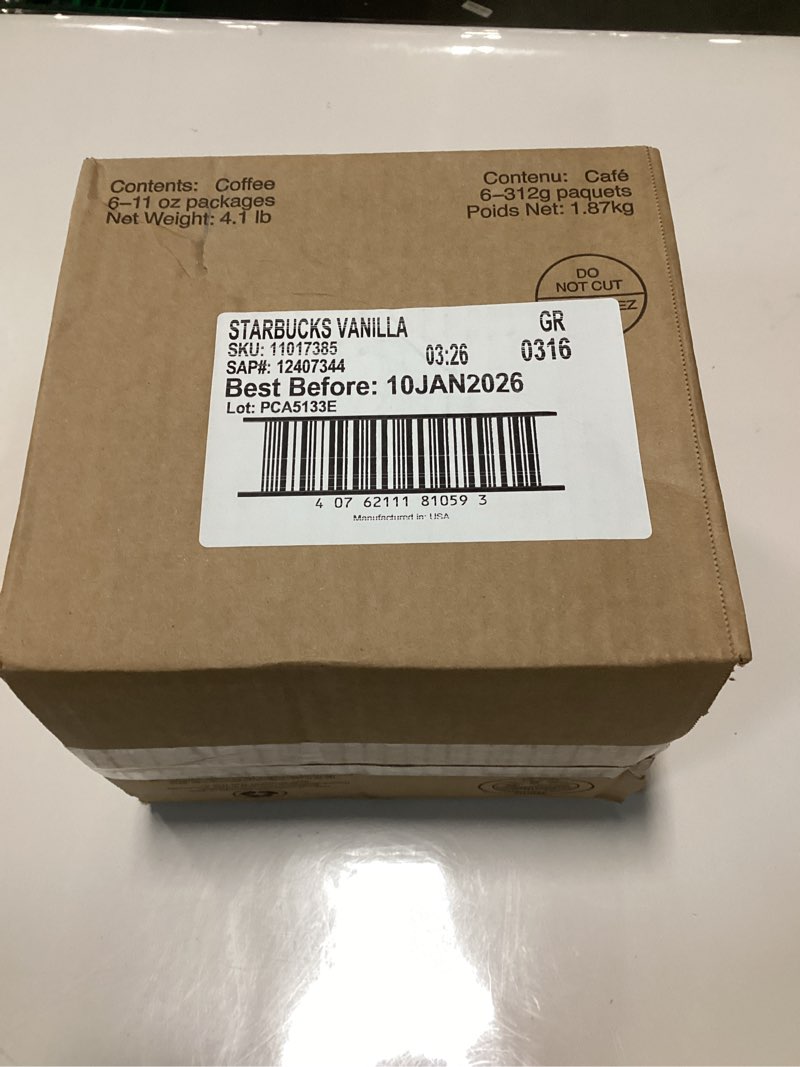 Contents: Coffee
6–11 oz packages
Net Weight: 4.1 lb
Contenu: Café
6–312g paquets
Poids Net: 1.87kg
DO
NOT CUT
EZ
STARBUCKS VANILLA
GR
SKU: 11017385
03:26
0316
SAP#: 12407344
Best Before: 10JAN2026
Lot: PCA5133E
4 07 62111 81059 3
Manufactured in: USA